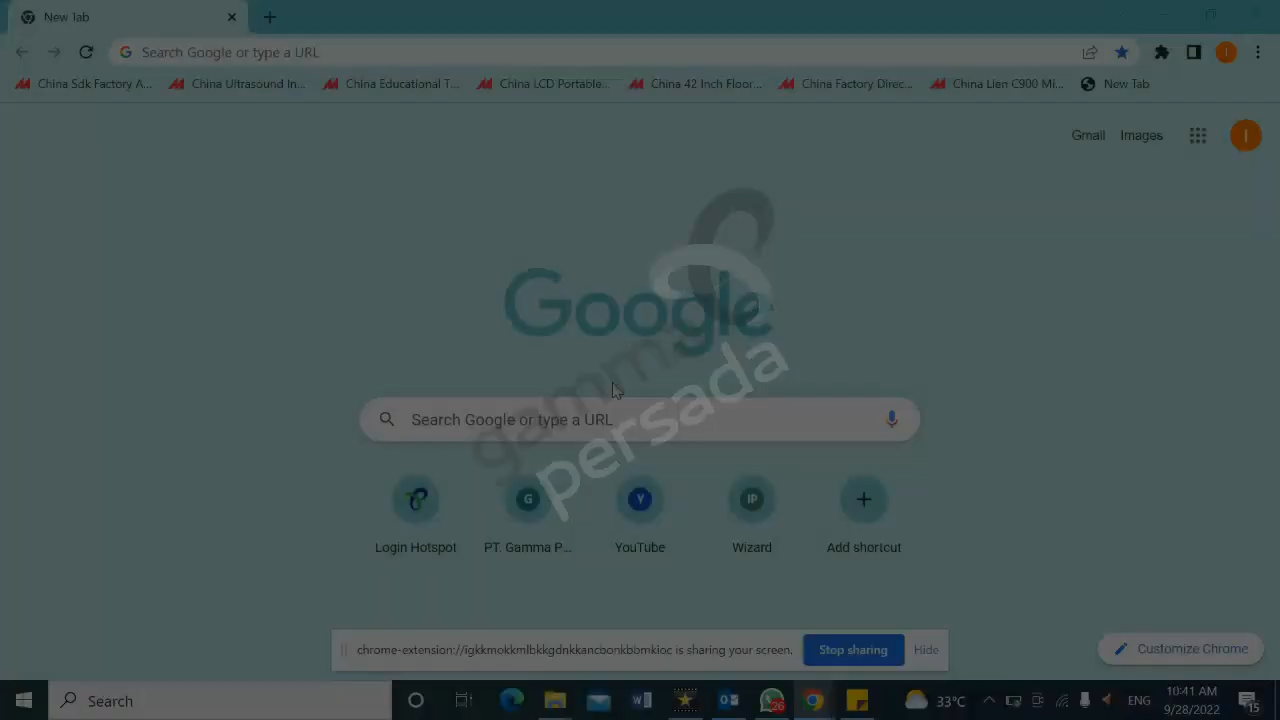 New Tab
Search Google or type a URL
China Sdk Factory A... China Ultrasound In... China Educational T... China LCD Portable... China 42 Inch Floor... China Factory Direc... China Lien C900 Mi... New Tab
Gmail Images
I
Google
gamma
persada
Search Google or type a URL
G Y IP
Login Hotspot PT. Gamma P... YouTube Wizard Add shortcut
chrome-extension://igkkmokkmlbkkgdnkkancbonkbbmkioc is sharing your screen. Stop sharing Hide
Customize Chrome
Search 26 33°C ENG 10:41 AM
9/28/2022 15